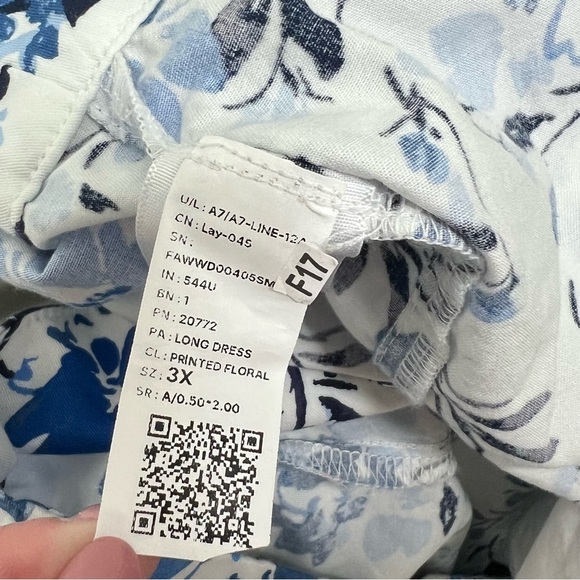 U/L : A7/A7-LINE-12A
CN : Lay-045
SN :
FAWWD00405SM
IN : 544U
BN : 1
PN : 20772
PA : LONG DRESS
CL : PRINTED FLORAL
SZ : 3X
SR : A/0.50*2.00
F17